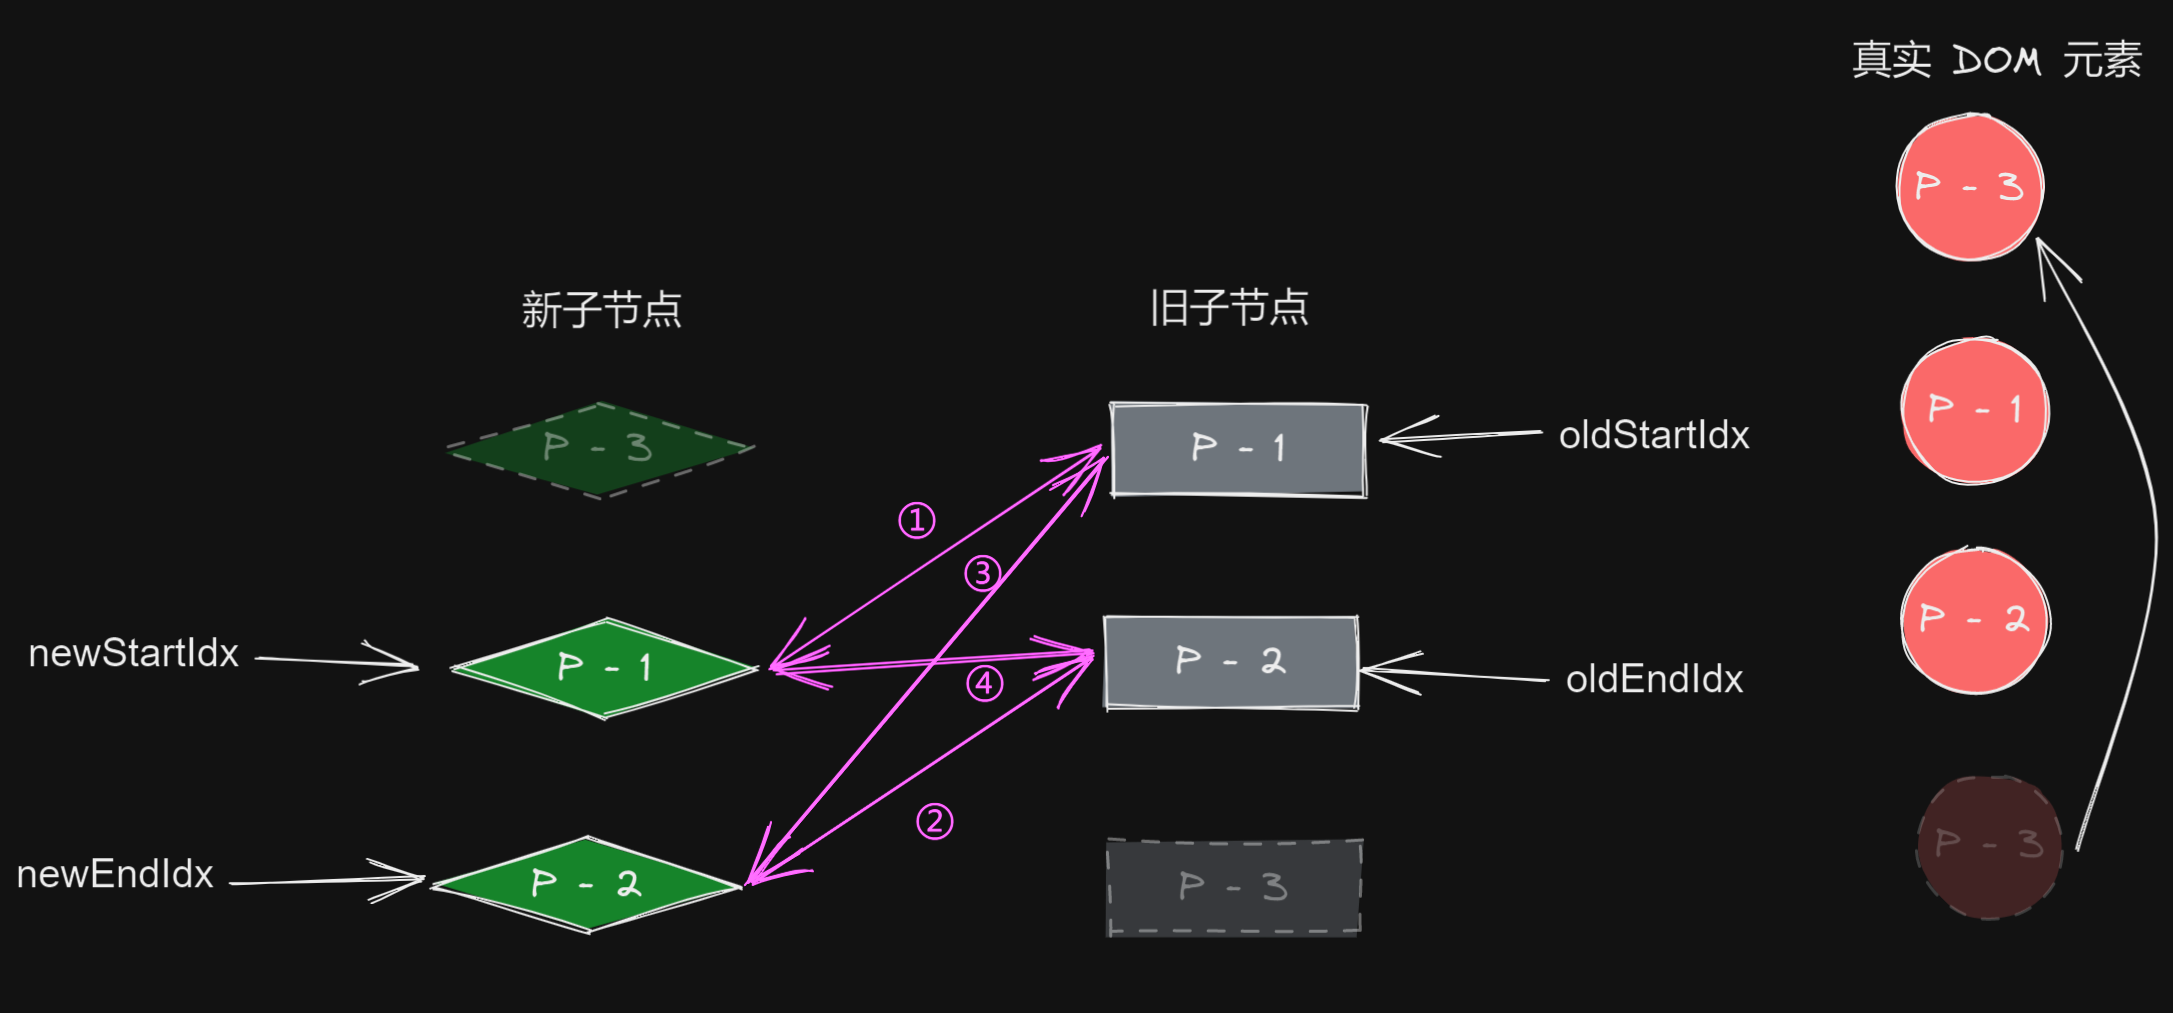 真实 DOM 元素
P - 3
新子节点
旧子节点
P - 3
P - 1
oldStartIdx
P - 1
①
③
newStartIdx
P - 1
④
P - 2
oldEndIdx
P - 2
②
newEndIdx
P - 2
P - 3
P - 3